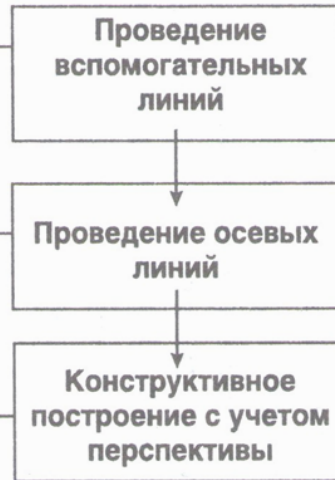 Проведение
вспомогательных
линий
Проведение осевых
линий
Конструктивное
построение с учетом
перспективы